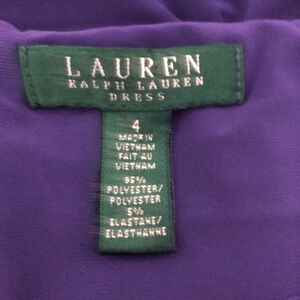 LAUREN
RALPH LAUREN
DRESS
4
MADE IN
VIETNAM
FAIT AU
VIETNAM
95%
POLYESTER/
POLYESTER
5%
ELASTANE/
ELASTHANNE